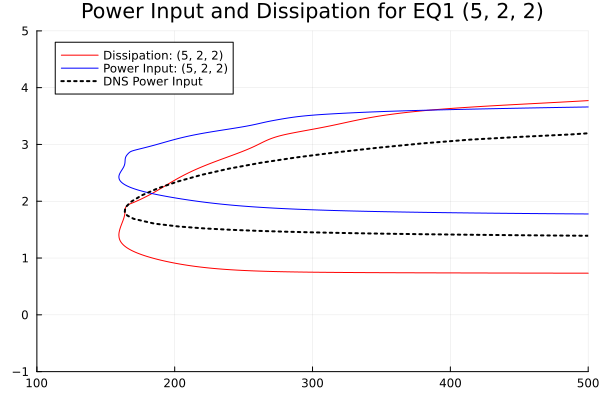 Power Input and Dissipation for EQ1 (5, 2, 2)
Dissipation: (5, 2, 2)
Power Input: (5, 2, 2)
DNS Power Input
5
4
3
2
1
0
−1
100 200 300 400 500